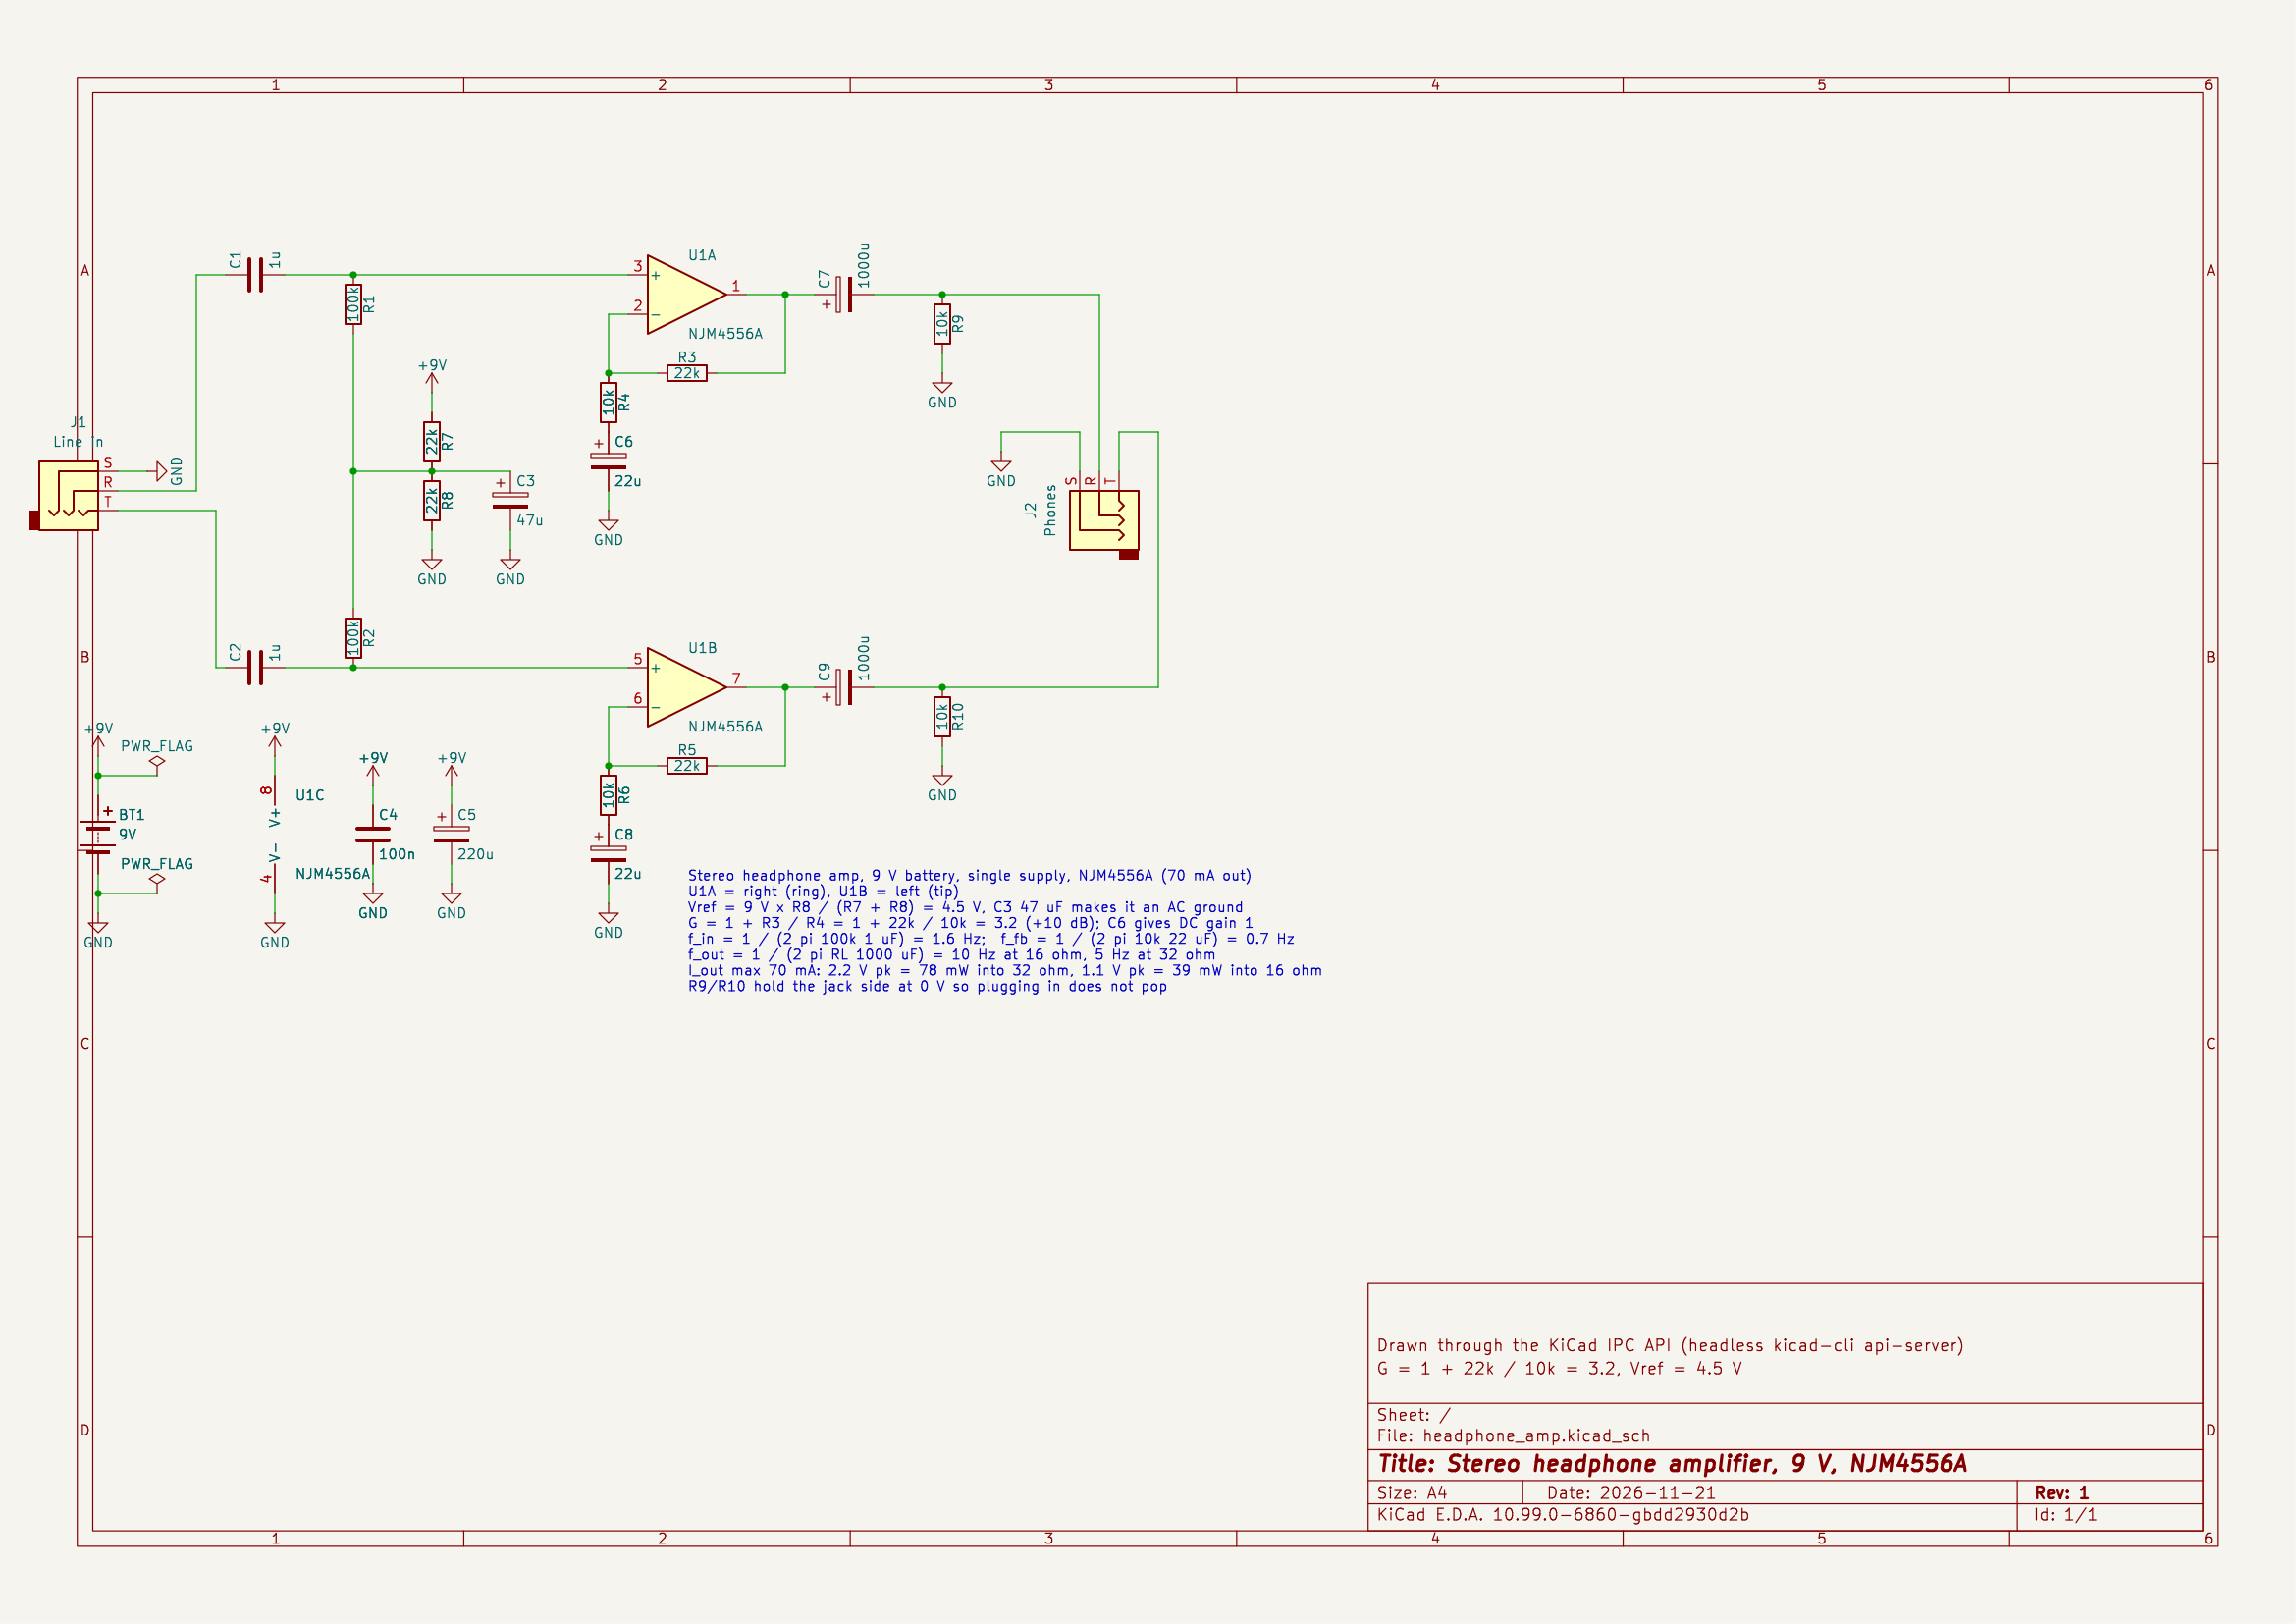 1 2 3 4 5 6
A A
C1 1u
R1 100k
U1A
3 +
2 −
1
NJM4556A
C7 1000u
+
R9 10k
GND
R3
22k
+9V
R7 22k
R4 10k
+ C6
22u
GND
J1
Line in
S
R
T
GND
R8 22k
+ C3
47u
GND
GND
GND
S R T
J2
Phones
B B
R2 100k
C2 1u
U1B
5 +
6 −
7
NJM4556A
C9 1000u
+
R10 10k
GND
R5
22k
R6 10k
+ C8
22u
GND
+9V
PWR_FLAG
+ BT1
9V
PWR_FLAG
GND
+9V
8 V+
U1C
4 V−
NJM4556A
GND
+9V
C4
100n
GND
+9V
+ C5
220u
GND
Stereo headphone amp, 9 V battery, single supply, NJM4556A (70 mA out)
U1A = right (ring), U1B = left (tip)
Vref = 9 V x R8 / (R7 + R8) = 4.5 V, C3 47 uF makes it an AC ground
G = 1 + R3 / R4 = 1 + 22k / 10k = 3.2 (+10 dB); C6 gives DC gain 1
f_in = 1 / (2 pi 100k 1 uF) = 1.6 Hz;  f_fb = 1 / (2 pi 10k 22 uF) = 0.7 Hz
f_out = 1 / (2 pi RL 1000 uF) = 10 Hz at 16 ohm, 5 Hz at 32 ohm
I_out max 70 mA: 2.2 V pk = 78 mW into 32 ohm, 1.1 V pk = 39 mW into 16 ohm
R9/R10 hold the jack side at 0 V so plugging in does not pop
C C
D D
Drawn through the KiCad IPC API (headless kicad-cli api-server)
G = 1 + 22k / 10k = 3.2, Vref = 4.5 V
Sheet: /
File: headphone_amp.kicad_sch
Title: Stereo headphone amplifier, 9 V, NJM4556A
Size: A4 Date: 2026-11-21 Rev: 1
KiCad E.D.A. 10.99.0-6860-gbdd2930d2b Id: 1/1
1 2 3 4 5 6